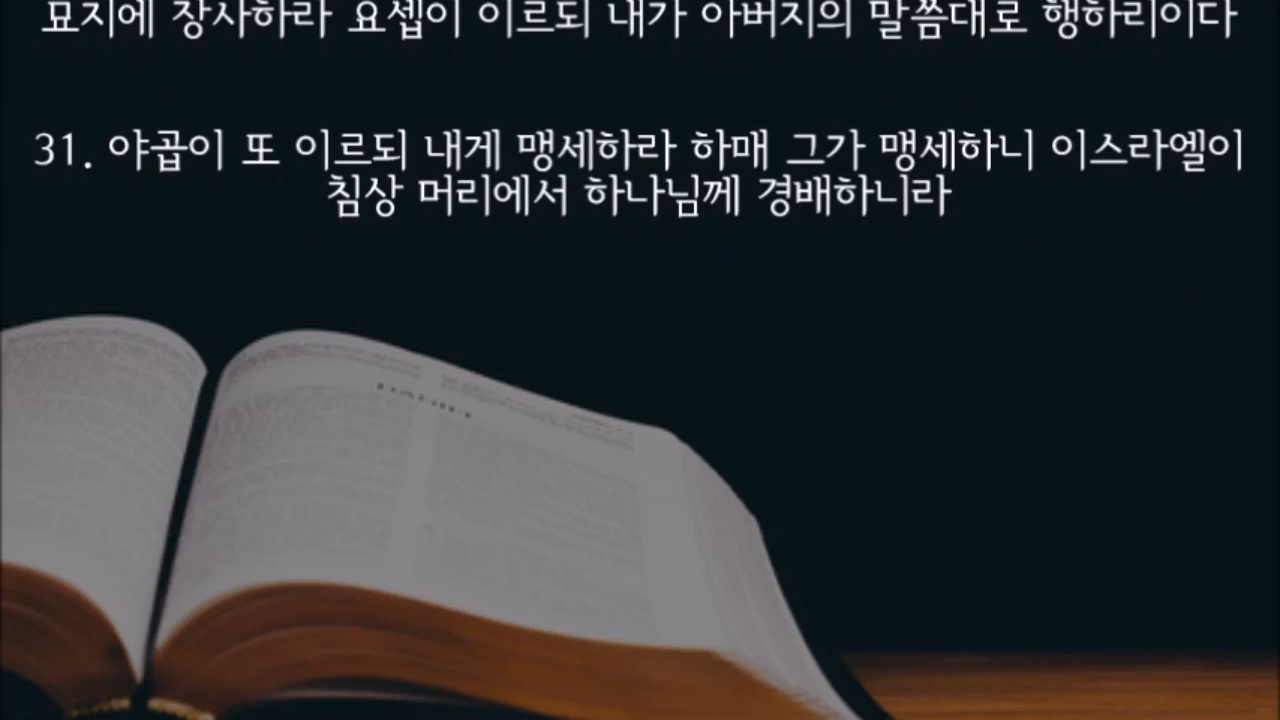 묘지에 장사하라 요셉이 이르되 내가 아버지의 말씀대로 행하리이다
31. 야곱이 또 이르되 내게 맹세하라 하매 그가 맹세하니 이스라엘이
침상 머리에서 하나님께 경배하니라